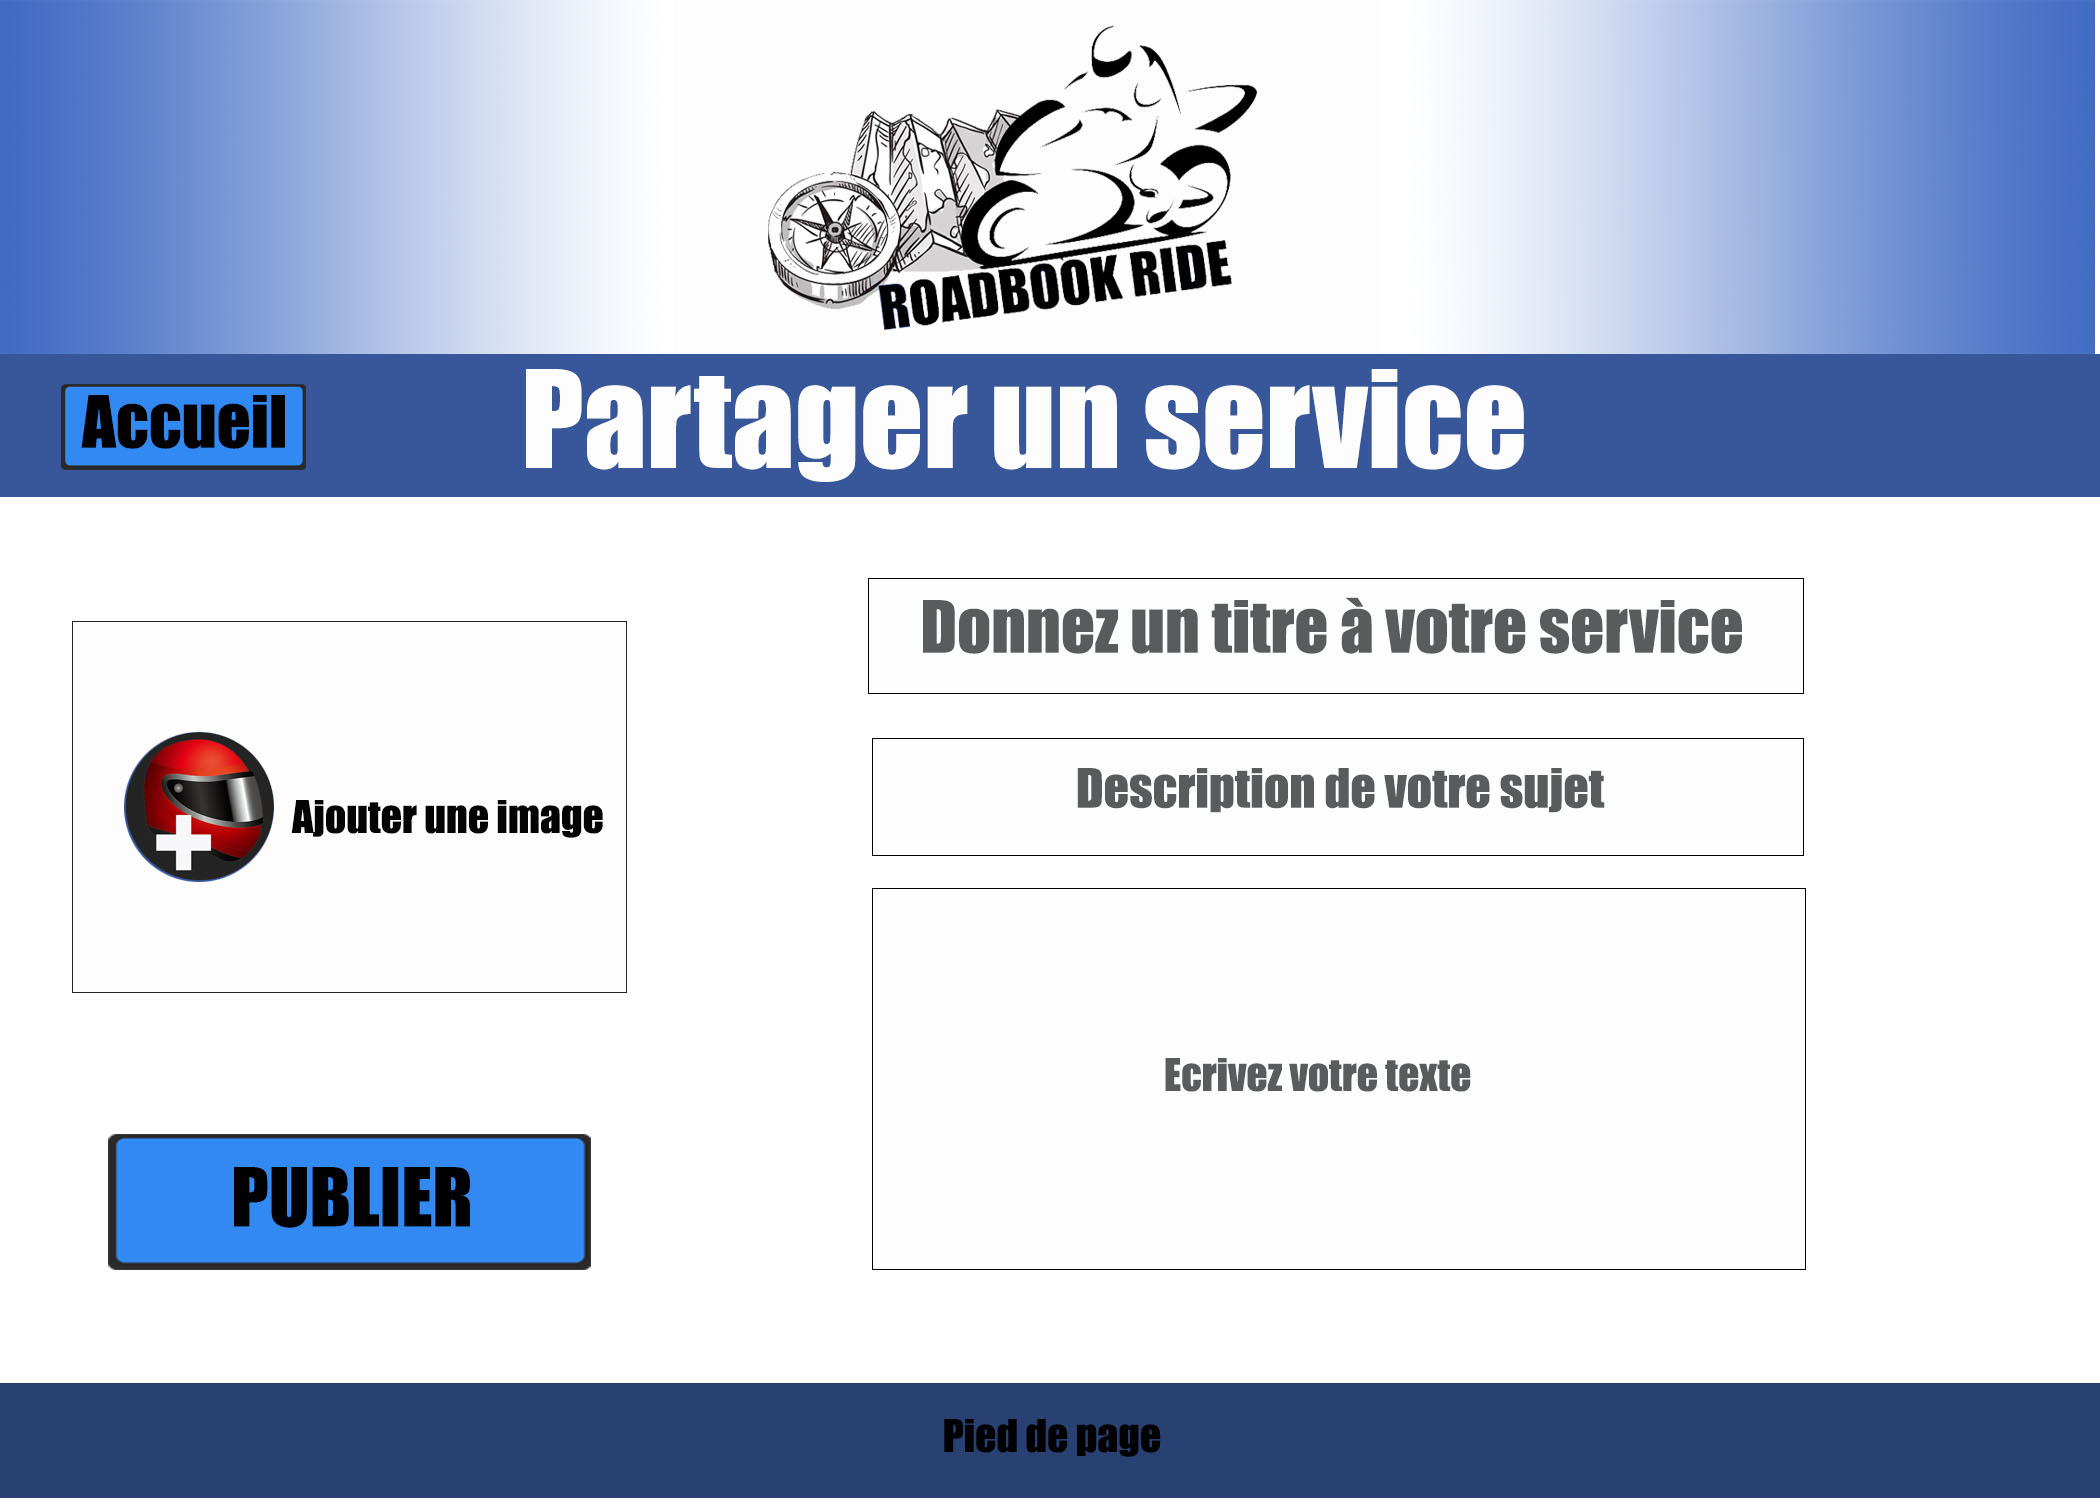 ROADBOOK RIDE
Accueil
Partager un service
Donnez un titre à votre service
Description de votre sujet
Ajouter une image
Ecrivez votre texte
PUBLIER
Pied de page